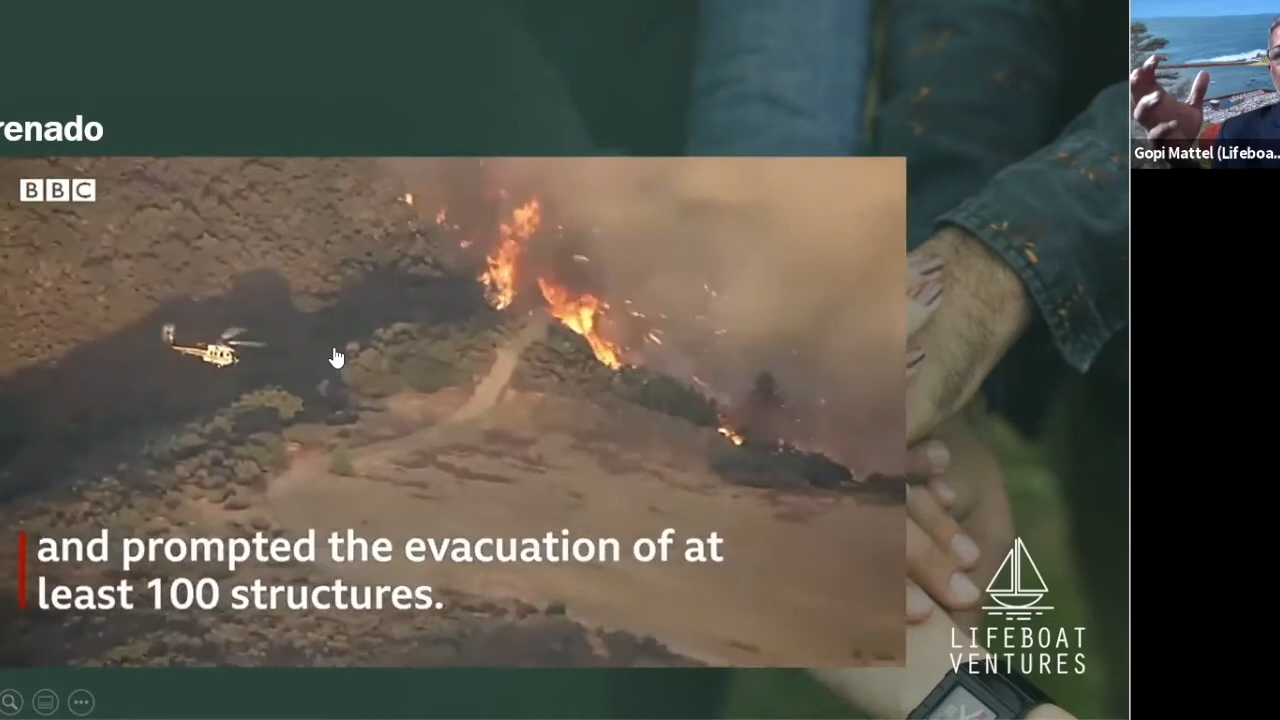 renado
BBC
and prompted the evacuation of at
least 100 structures.
LIFEBOAT
VENTURES
Gopi Mattel (Lifeboa...